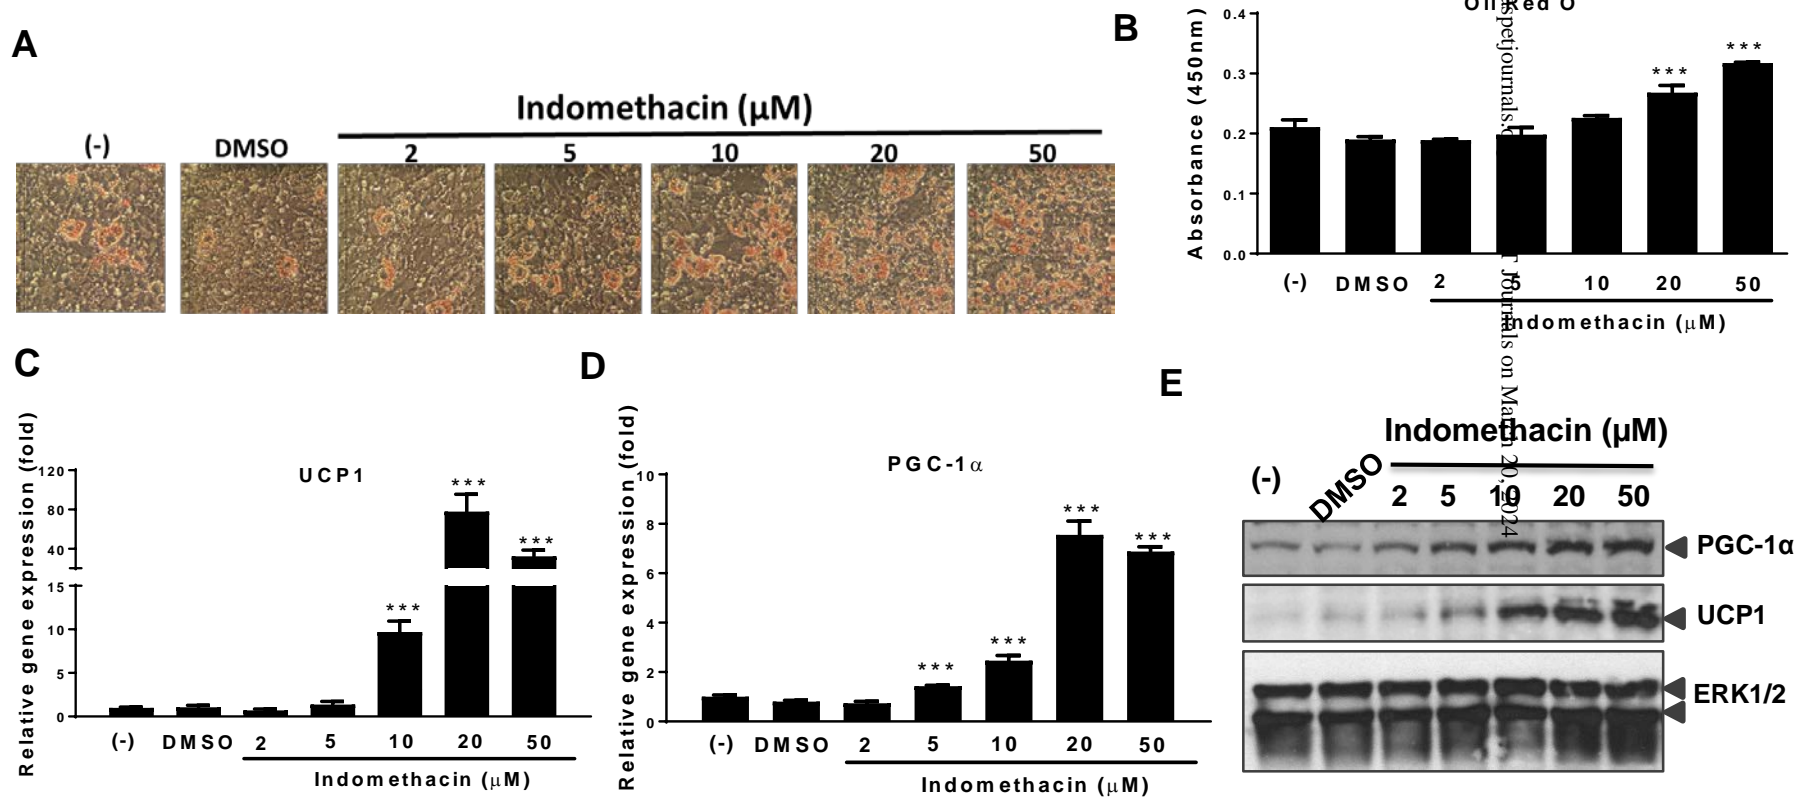 A
Indomethacin (µM)
(-) DMSO 2 5 10 20 50
B
Oil Red O
Absorbance (450nm)
0.4
0.3
0.2
0.1
0.0
***
***
(-) DMSO 2 5 10 20 50
Indomethacin (µM)
aspetjournals.o
T Journals on March 20, 2024
C
UCP1
Relative gene expression (fold)
120
80
40
15
10
5
0
***
***
***
(-) DMSO 2 5 10 20 50
Indomethacin (µM)
D
PGC-1α
Relative gene expression (fold)
10
8
6
4
2
0
***
***
***
***
(-) DMSO 2 5 10 20 50
Indomethacin (µM)
E
Indomethacin (µM)
(-) DMSO 2 5 10 20 50
PGC-1α
UCP1
ERK1/2